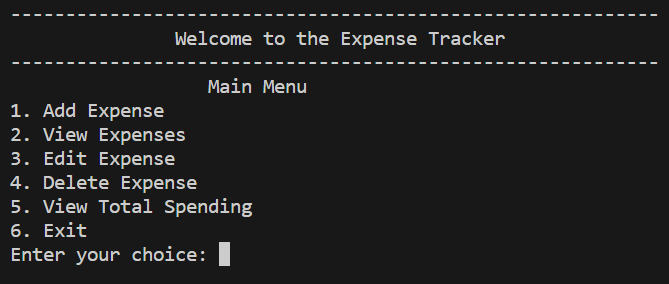 -----------------------------------------------------------
Welcome to the Expense Tracker
-----------------------------------------------------------
Main Menu
1. Add Expense
2. View Expenses
3. Edit Expense
4. Delete Expense
5. View Total Spending
6. Exit
Enter your choice: